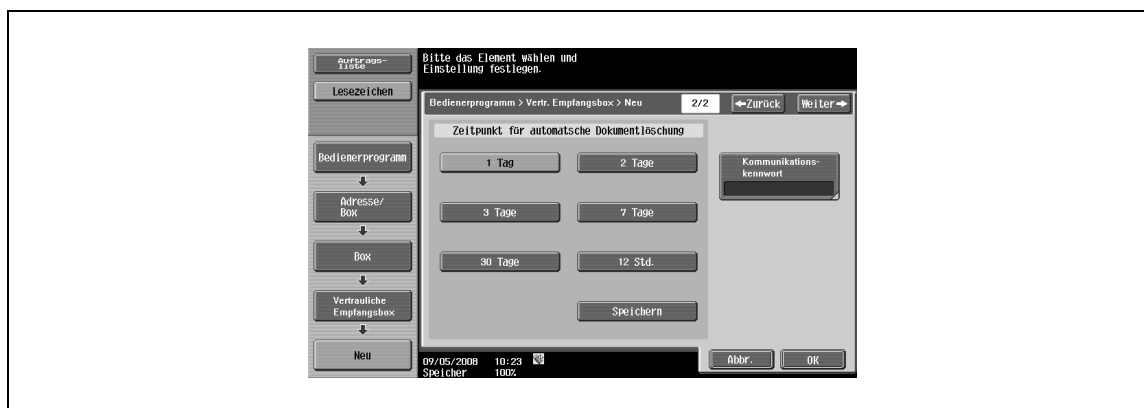 Auftrags-
liste
Lesezeichen
Bedienerprogramm
Adresse/
Box
Box
Vertrauliche
Empfangsbox
Neu
Bitte das Element wählen und
Einstellung festlegen.
Bedienerprogramm > Vertr. Empfangsbox > Neu
2/2
←Zurück
Weiter→
Zeitpunkt für automatsche Dokumentlöschung
1 Tag
2 Tage
3 Tage
7 Tage
30 Tage
12 Std.
Speichern
Kommunikations-
kennwort
09/05/2008 10:23
Speicher 100%
Abbr.
OK